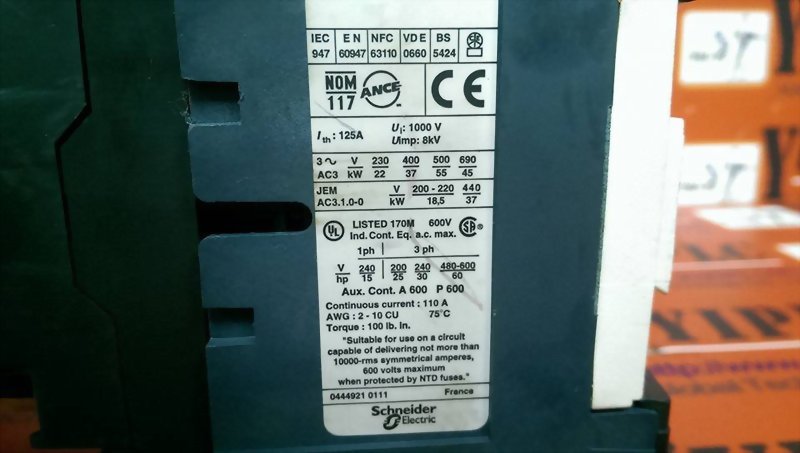 IEC EN NFC VDE BS
947 60947 63110 0660 5424
NOM
117 ANCE CE
Ith : 125A Ui: 1000 V
Uimp: 8kV
3~ V 230 400 500 690
AC3 kW 22 37 55 45
JEM V 200 - 220 440
AC3.1.0-0 kW 18,5 37
UL LISTED 170M 600V SA®
Ind. Cont. Eq. a.c. max.
1ph 3 ph
V 240 200 240 480-600
hp 15 25 30 60
Aux. Cont. A 600 P 600
Continuous current : 110 A
AWG : 2 - 10 CU 75°C
Torque : 100 lb. In.
"Suitable for use on a circuit
capable of delivering not more than
10000-rms symmetrical amperes,
600 volts maximum
when protected by NTD fuses."
0444921 0111 France
Schneider
Electric